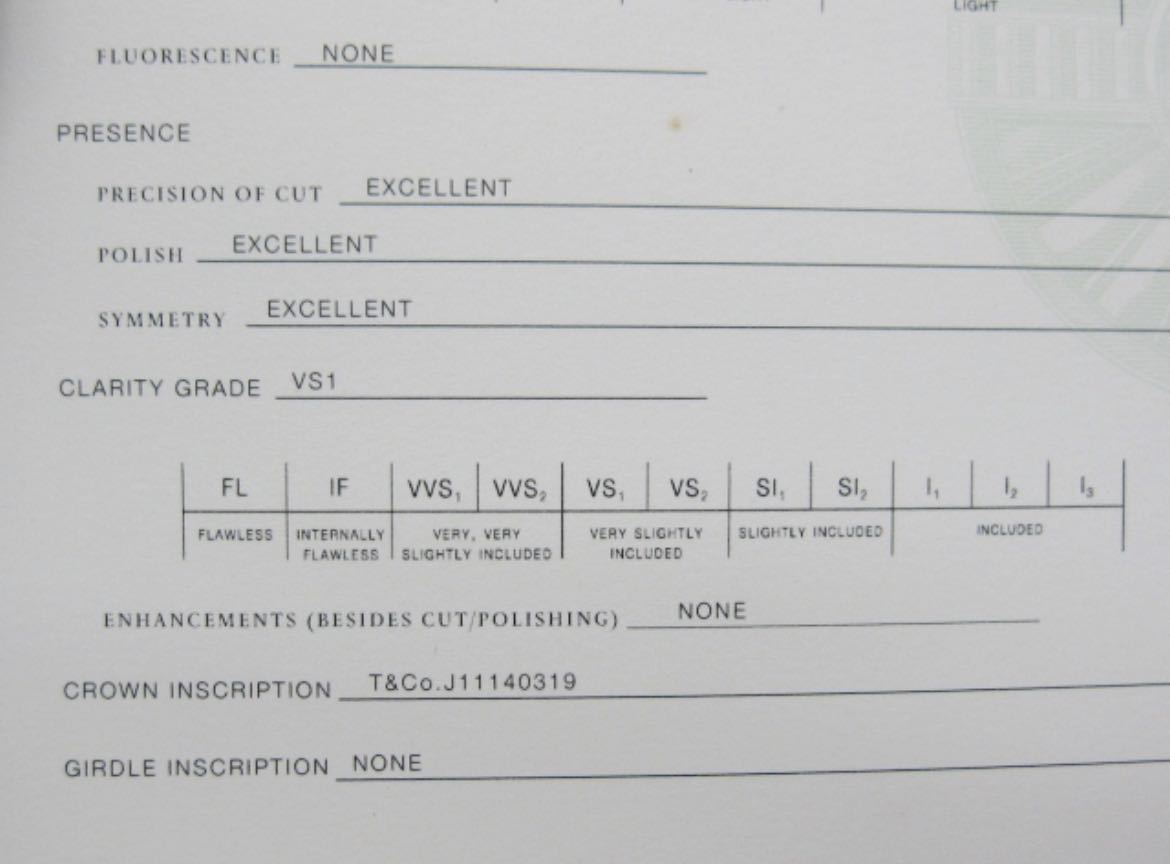 LIGHT
FLUORESCENCE NONE
PRESENCE
PRECISION OF CUT EXCELLENT
POLISH EXCELLENT
SYMMETRY EXCELLENT
CLARITY GRADE VS1
FL IF VVS₁ VVS₂ VS₁ VS₂ SI₁ SI₂ I₁ I₂ I₃
FLAWLESS INTERNALLY FLAWLESS VERY, VERY SLIGHTLY INCLUDED VERY SLIGHTLY INCLUDED SLIGHTLY INCLUDED INCLUDED
ENHANCEMENTS (BESIDES CUT/POLISHING) NONE
CROWN INSCRIPTION T&Co.J11140319
GIRDLE INSCRIPTION NONE